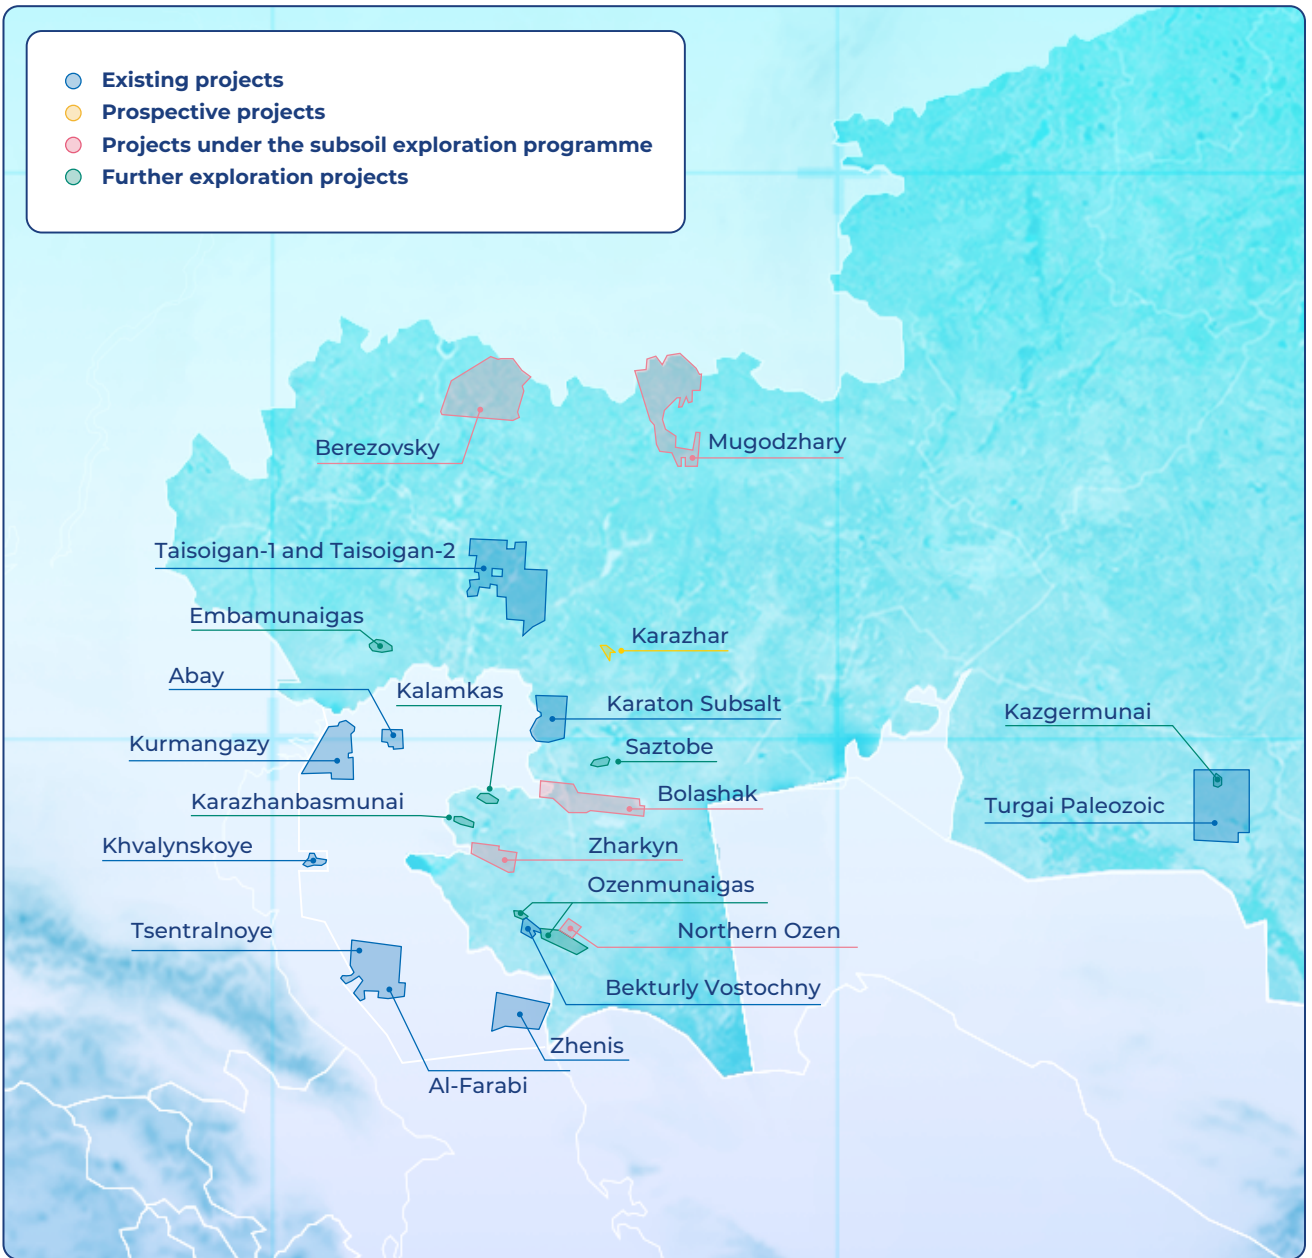 Existing projects
Prospective projects
Projects under the subsoil exploration programme
Further exploration projects
Berezovsky
Mugodzhary
Taisoigan-1 and Taisoigan-2
Embamunaigas
Karazhar
Abay
Kalamkas
Karaton Subsalt
Kazgermunai
Kurmangazy
Saztobe
Bolashak
Karazhanbasmunai
Turgai Paleozoic
Khvalynskoye
Zharkyn
Ozenmunaigas
Tsentralnoye
Northern Ozen
Bekturly Vostochny
Zhenis
Al-Farabi